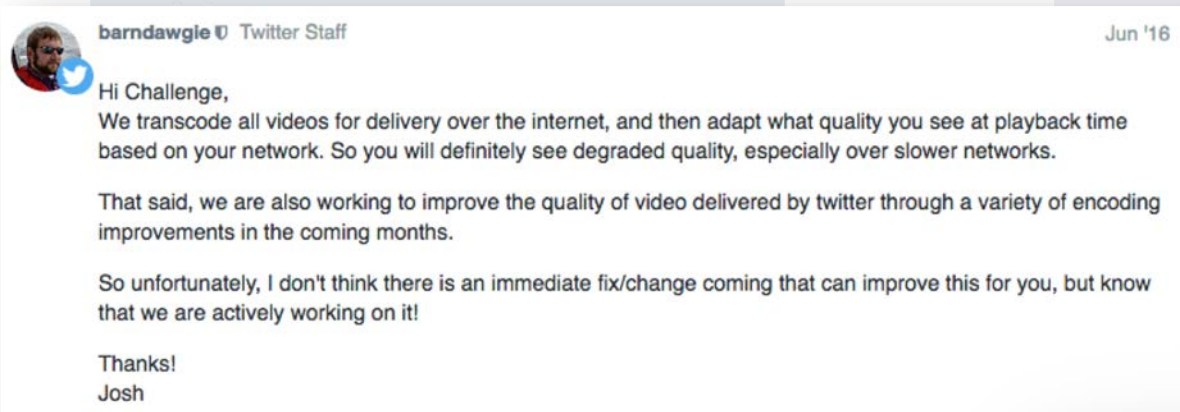 barndawgie Twitter Staff
Jun '16
Hi Challenge,
We transcode all videos for delivery over the internet, and then adapt what quality you see at playback time
based on your network. So you will definitely see degraded quality, especially over slower networks.
That said, we are also working to improve the quality of video delivered by twitter through a variety of encoding
improvements in the coming months.
So unfortunately, I don't think there is an immediate fix/change coming that can improve this for you, but know
that we are actively working on it!
Thanks!
Josh